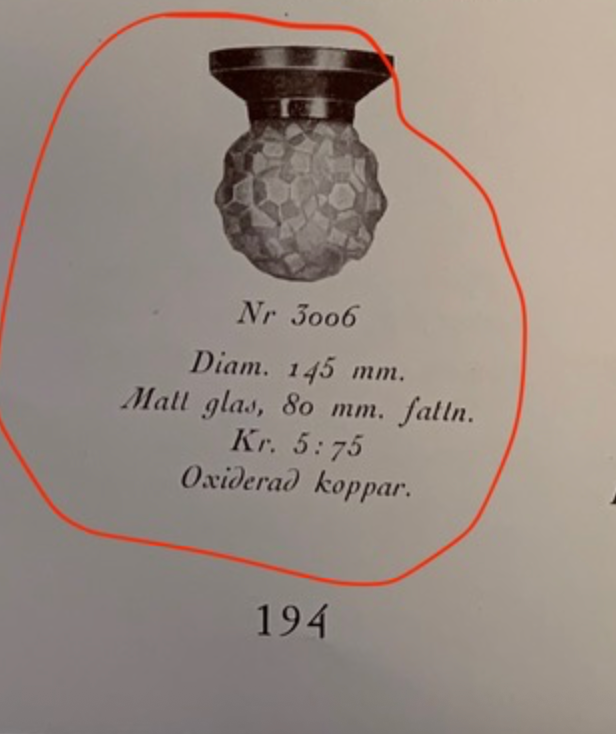 Nr 3006
Diam. 145 mm.
Matt glas, 80 mm. fattn.
Kr. 5:75
Oxiderad koppar.
194